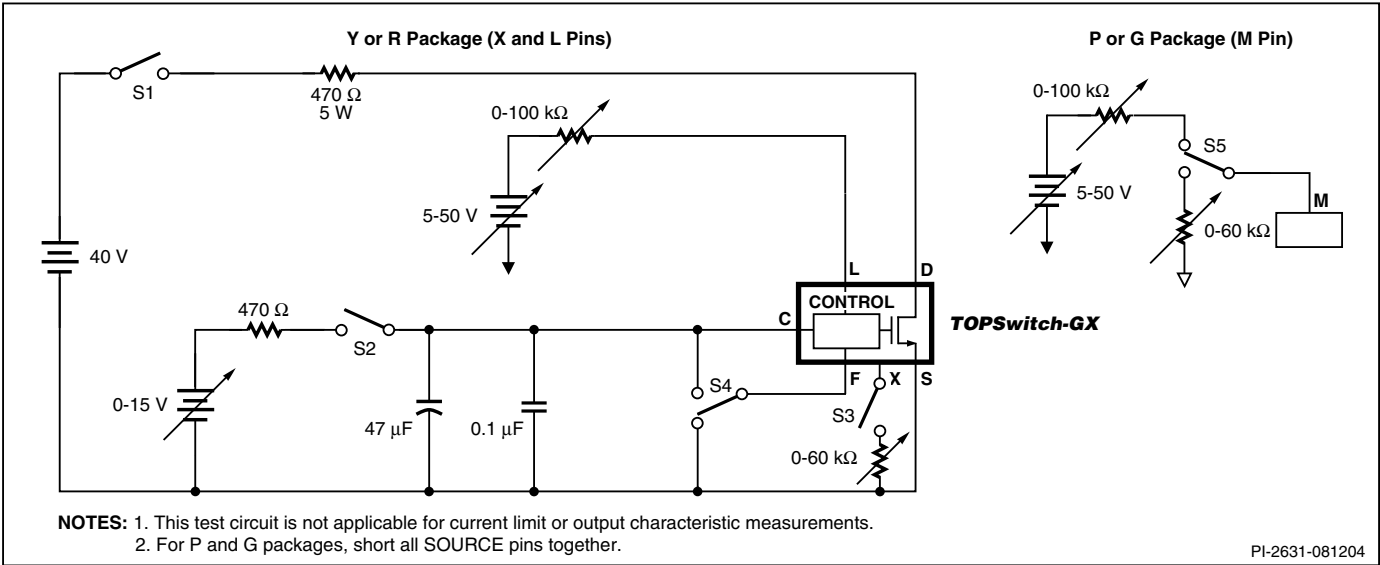 Y or R Package (X and L Pins)
P or G Package (M Pin)
S1
470 Ω
5 W
0-100 kΩ
5-50 V
40 V
470 Ω
S2
0-15 V
47 μF
0.1 μF
S4
L
D
CONTROL
C
TOPSwitch-GX
F
X
S
S3
0-60 kΩ
0-100 kΩ
S5
5-50 V
M
0-60 kΩ
NOTES: 1. This test circuit is not applicable for current limit or output characteristic measurements.
2. For P and G packages, short all SOURCE pins together.
PI-2631-081204